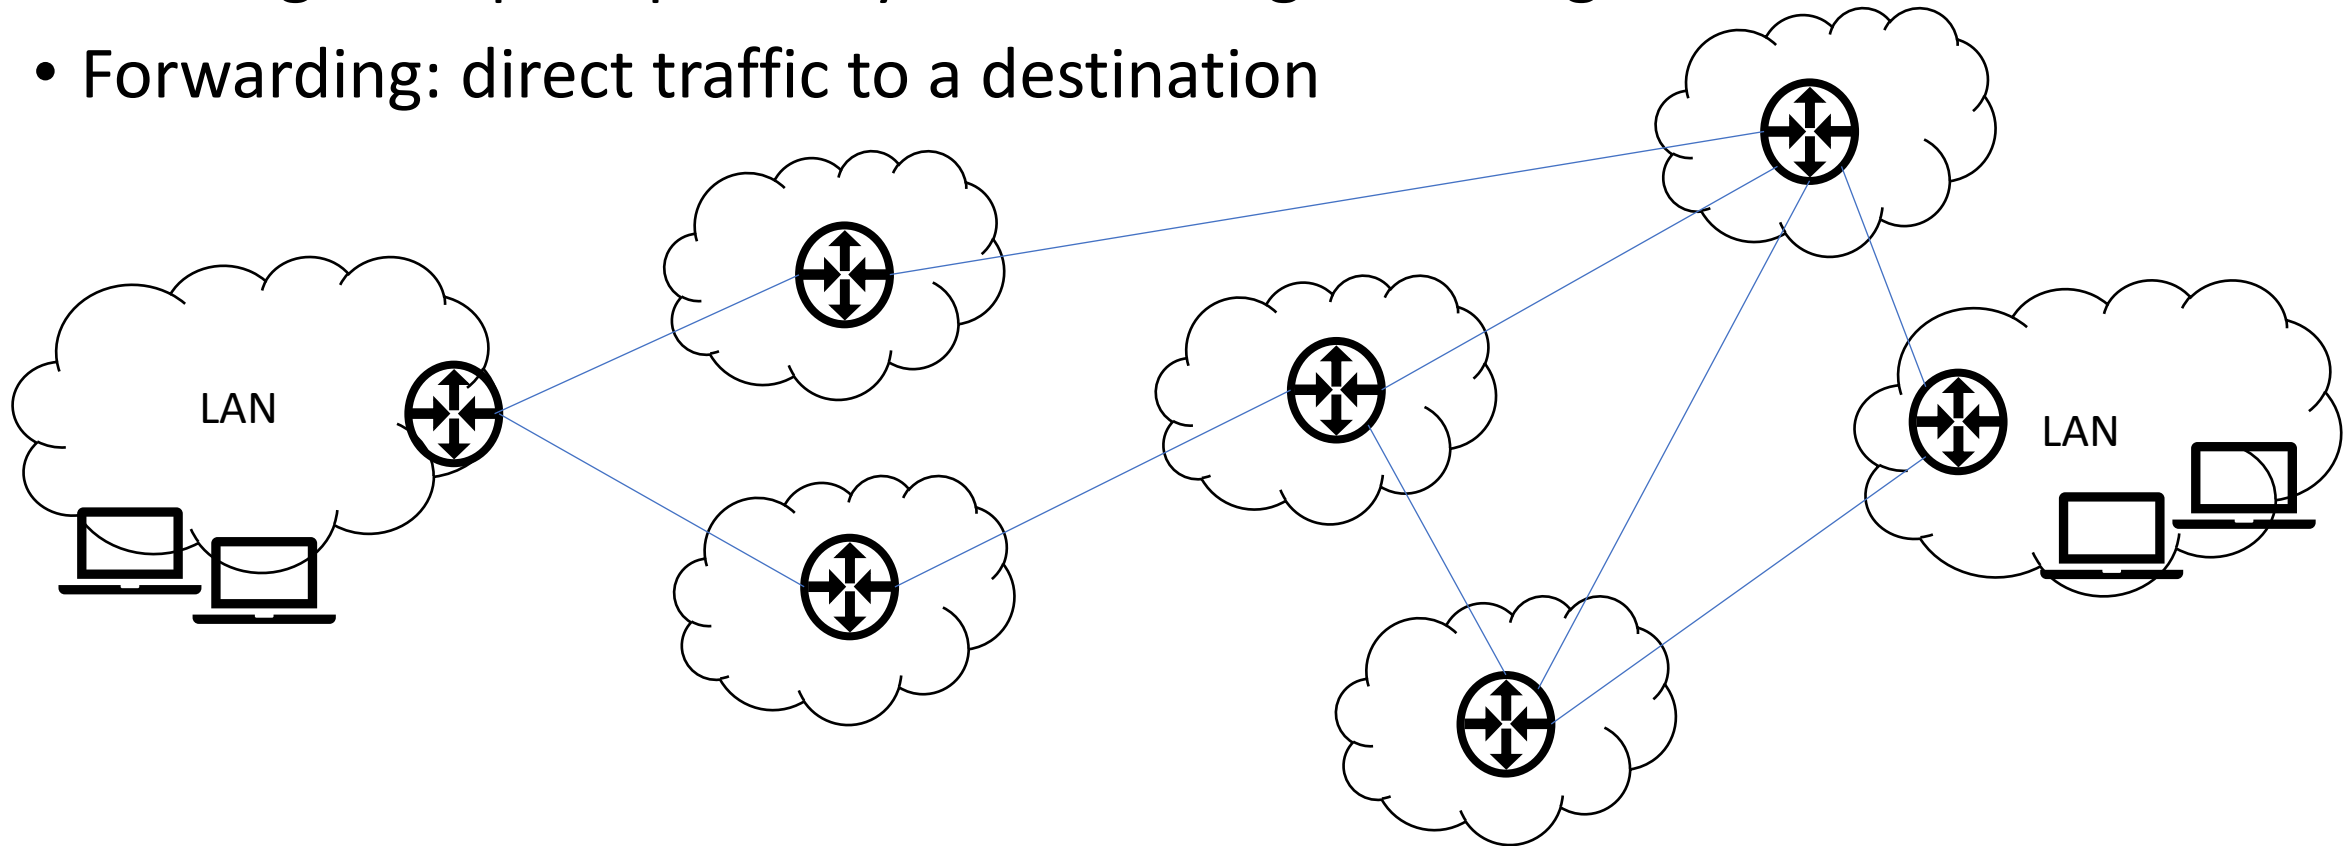 • Forwarding: direct traffic to a destination
LAN
LAN